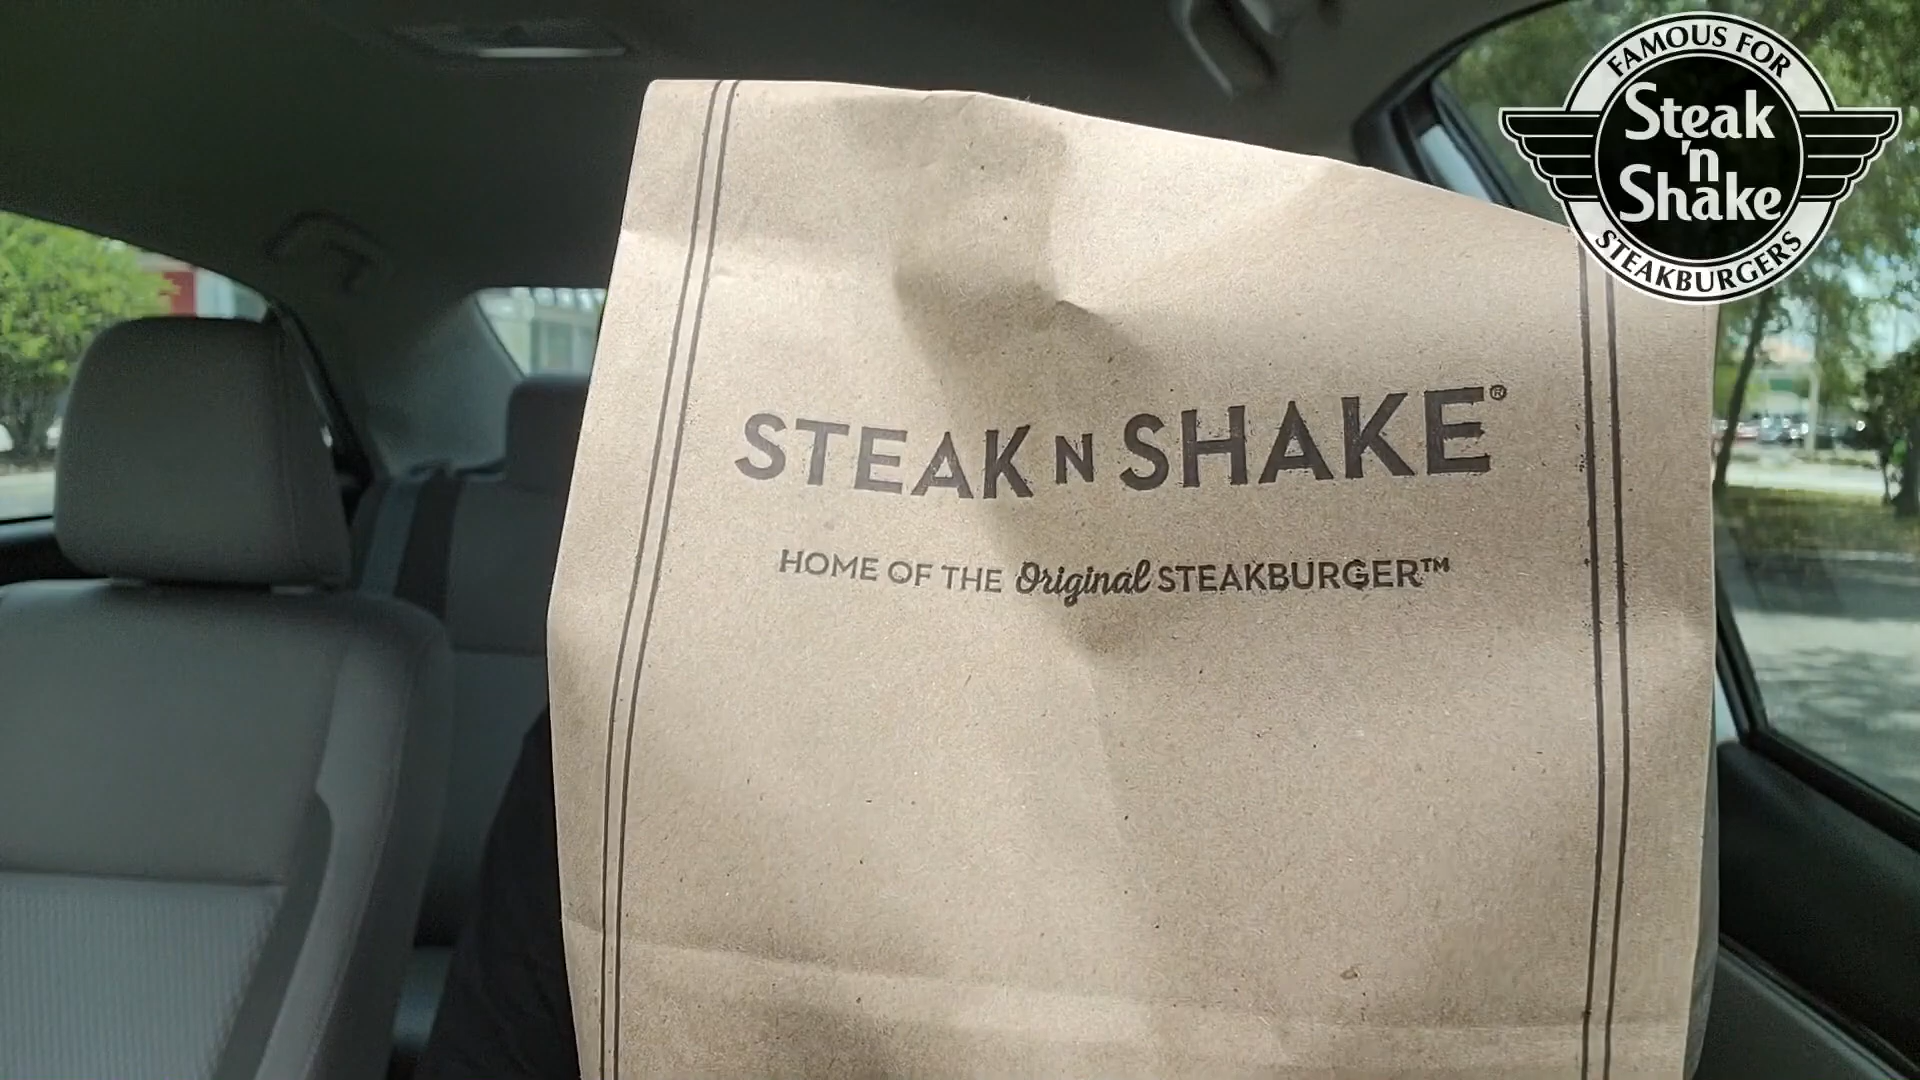 FAMOUS FOR
Steak
'n
Shake
STEAKBURGERS
STEAK N SHAKE®
HOME OF THE Original STEAKBURGER™